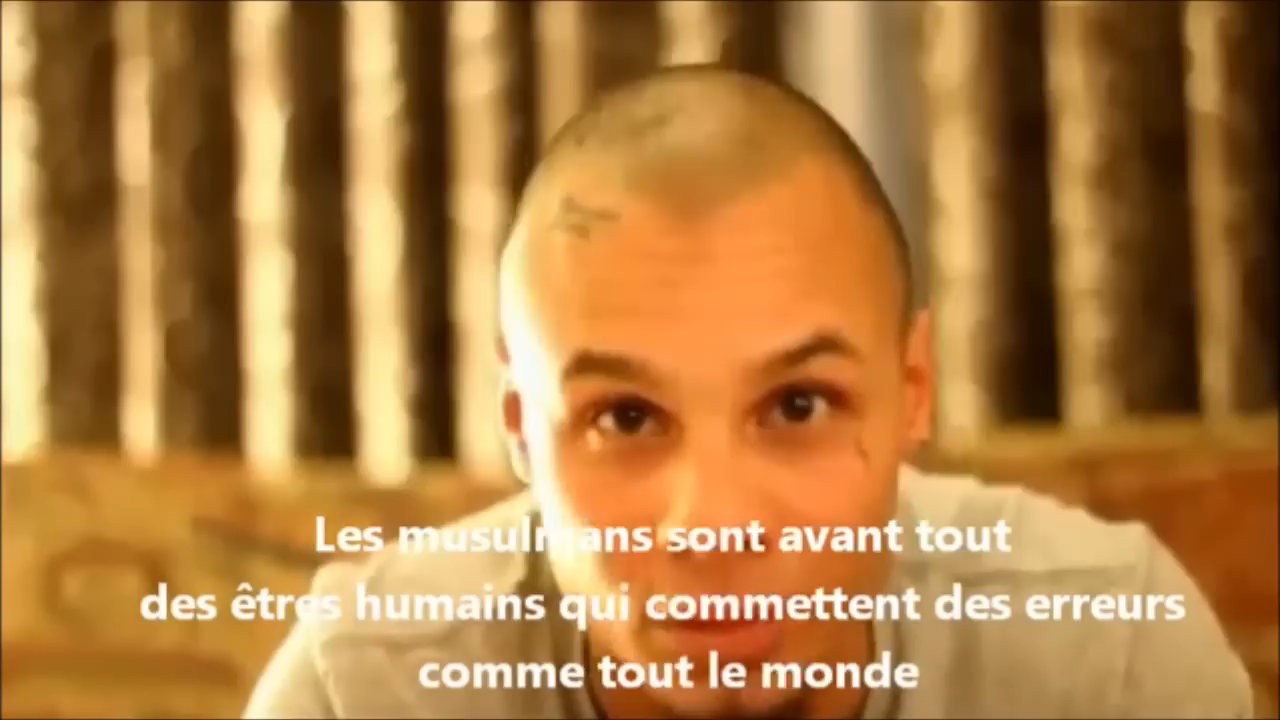 Les musulmans sont avant tout
des êtres humains qui commettent des erreurs
comme tout le monde